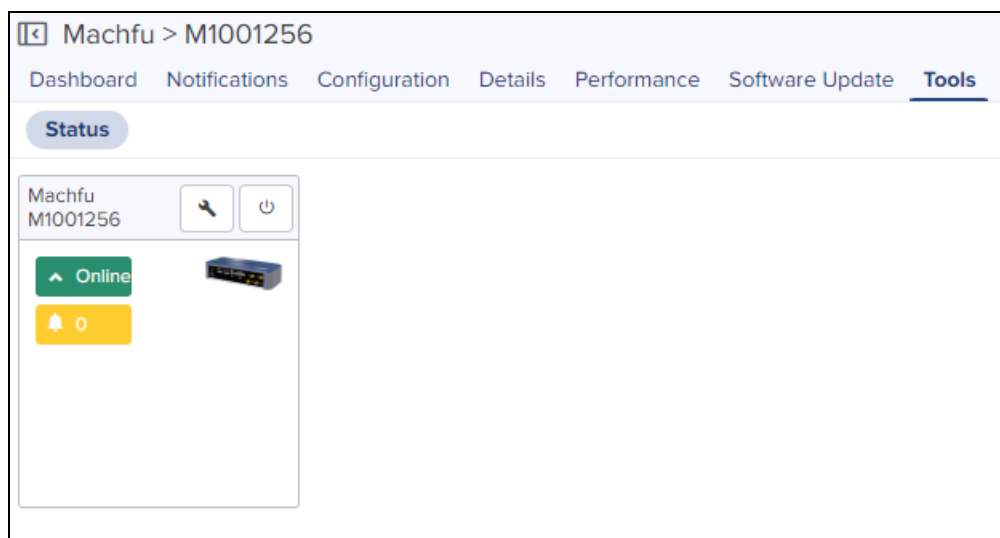 Machfu > M1001256
Dashboard Notifications Configuration Details Performance Software Update Tools
Status
Machfu
M1001256
Online
0